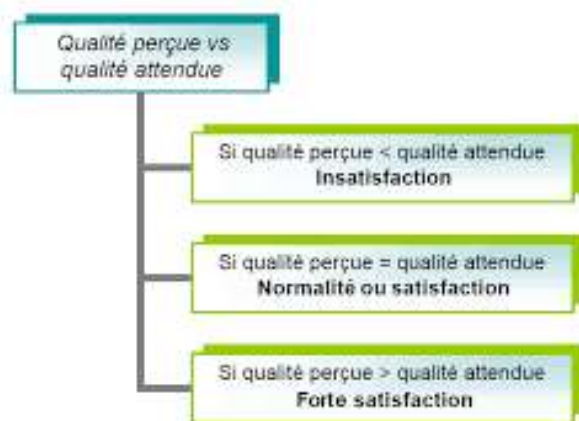 Qualité perçue vs
qualité attendue
Si qualité perçue < qualité attendue
Insatisfaction
Si qualité perçue = qualité attendue
Normalité ou satisfaction
Si qualité perçue > qualité attendue
Forte satisfaction